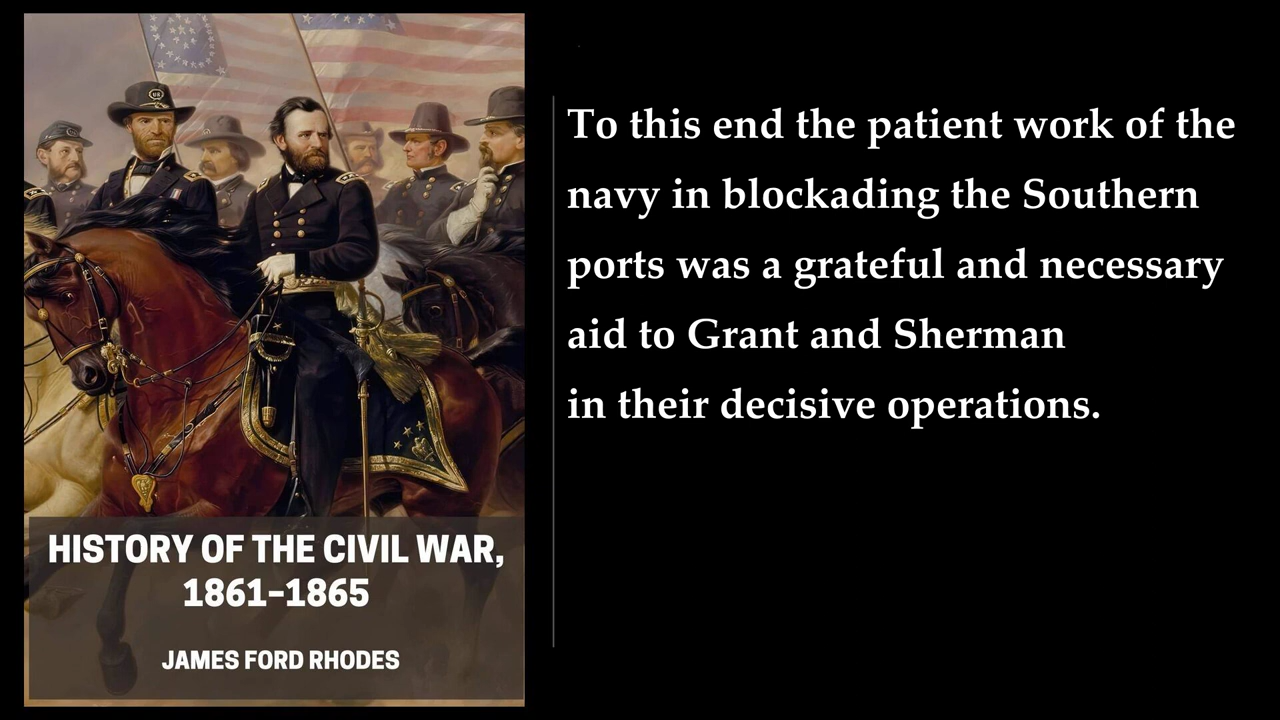 HISTORY OF THE CIVIL WAR,
1861–1865
JAMES FORD RHODES
To this end the patient work of the
navy in blockading the Southern
ports was a grateful and necessary
aid to Grant and Sherman
in their decisive operations.